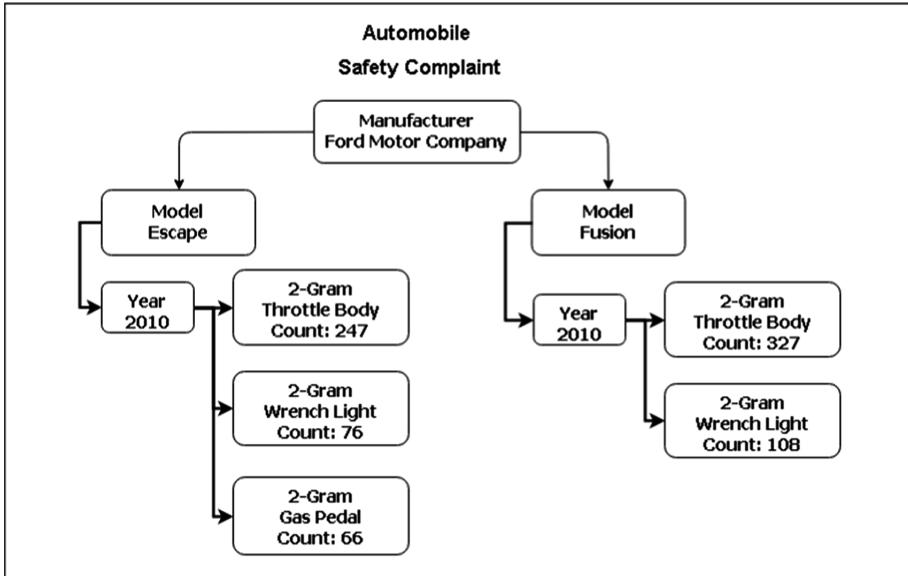 Automobile
Safety Complaint
Manufacturer
Ford Motor Company
Model
Escape
Year
2010
2-Gram
Throttle Body
Count: 247
2-Gram
Wrench Light
Count: 76
2-Gram
Gas Pedal
Count: 66
Model
Fusion
Year
2010
2-Gram
Throttle Body
Count: 327
2-Gram
Wrench Light
Count: 108